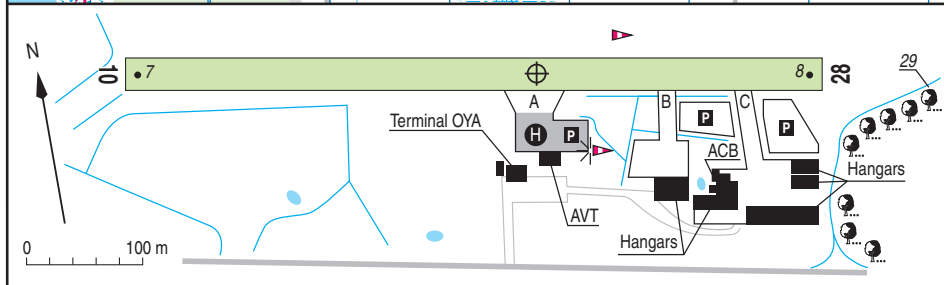 N
10
7
8
28
29
A
B
C
P
P
H
P
Terminal OYA
ACB
Hangars
AVT
Hangars
0 100 m